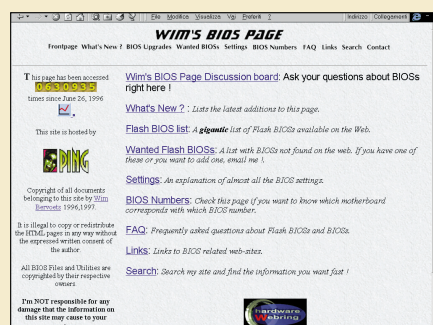 File Modifica Visualizza Vai Preferiti ? Indirizzo Collegamenti
WIM'S BIOS PAGE
Frontpage What's New ? BIOS Upgrades Wanted BIOSs Settings BIOS Numbers FAQ Links Search Contact
This page has been accessed
0630935
times since June 26, 1996
This site is hosted by
PING
Copyright of all documents
belonging to this site by Wim
Bervoets 1996,1997.
It is illegal to copy or redistribute
the HTML pages in any way without
the expressed written consent of
the author.
All BIOS Files and Utilities are
copyrighted by their respective
owners.
I'm NOT responsible for any
damage that the information on
this site may cause to your
Wim's BIOS Page Discussion board: Ask your questions about BIOSs
right here !
What's New ? : Lists the latest additions to this page.
Flash BIOS list: A gigantic list of Flash BIOSs available on the Web.
Wanted Flash BIOSs: A list with BIOSs not found on the web. If you have one of
these or you want to add one, email me !.
Settings: An explanation of almost all the BIOS settings.
BIOS Numbers: Check this page if you want to know which motherboard
corresponds with which BIOS number.
FAQ: Frequently asked questions about Flash BIOSs and BIOSs.
Links: Links to BIOS related web-sites.
Search: Search my site and find the information you want fast !
hardware
Webring